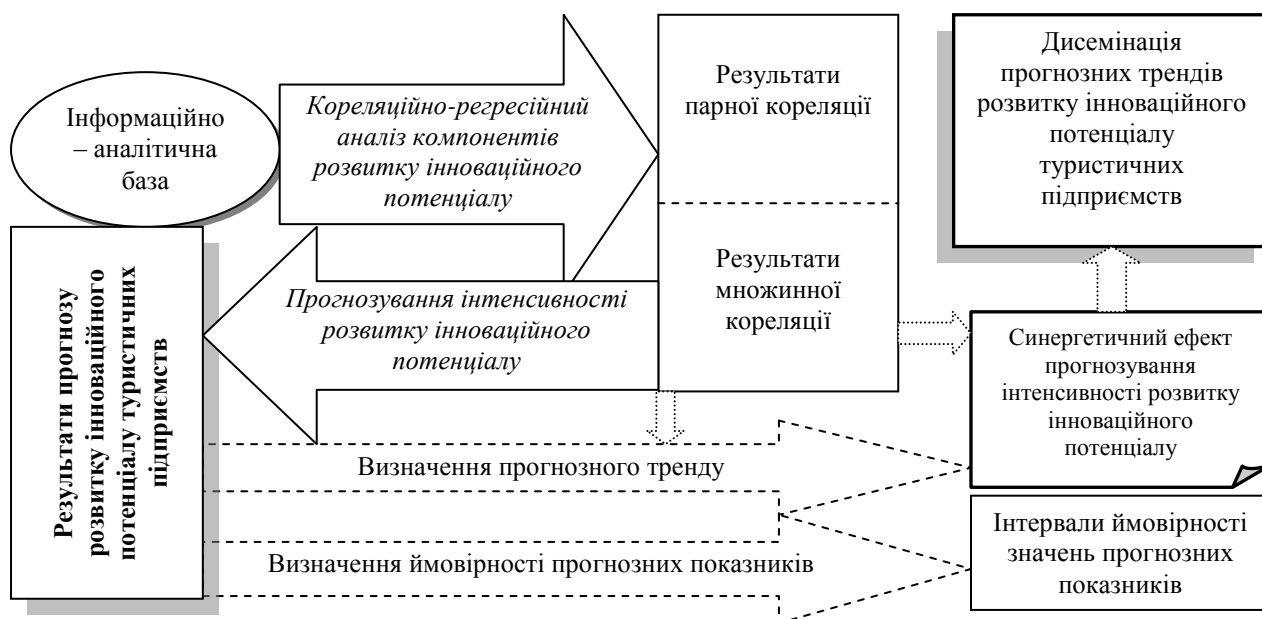 Інформаційно
– аналітична
база
Кореляційно-регресійний
аналіз компонентів
розвитку інноваційного
потенціалу
Результати
парної кореляції
Дисемінація
прогнозних трендів
розвитку інноваційного
потенціалу
туристичних
підприємств
Результати прогнозу
розвитку інноваційного
потенціалу туристичних
підприємств
Прогнозування інтенсивності
розвитку інноваційного
потенціалу
Результати
множинної
кореляції
Синергетичний ефект
прогнозування
інтенсивності розвитку
інноваційного
потенціалу
Визначення прогнозного тренду
Визначення ймовірності прогнозних показників
Інтервали ймовірності
значень прогнозних
показників